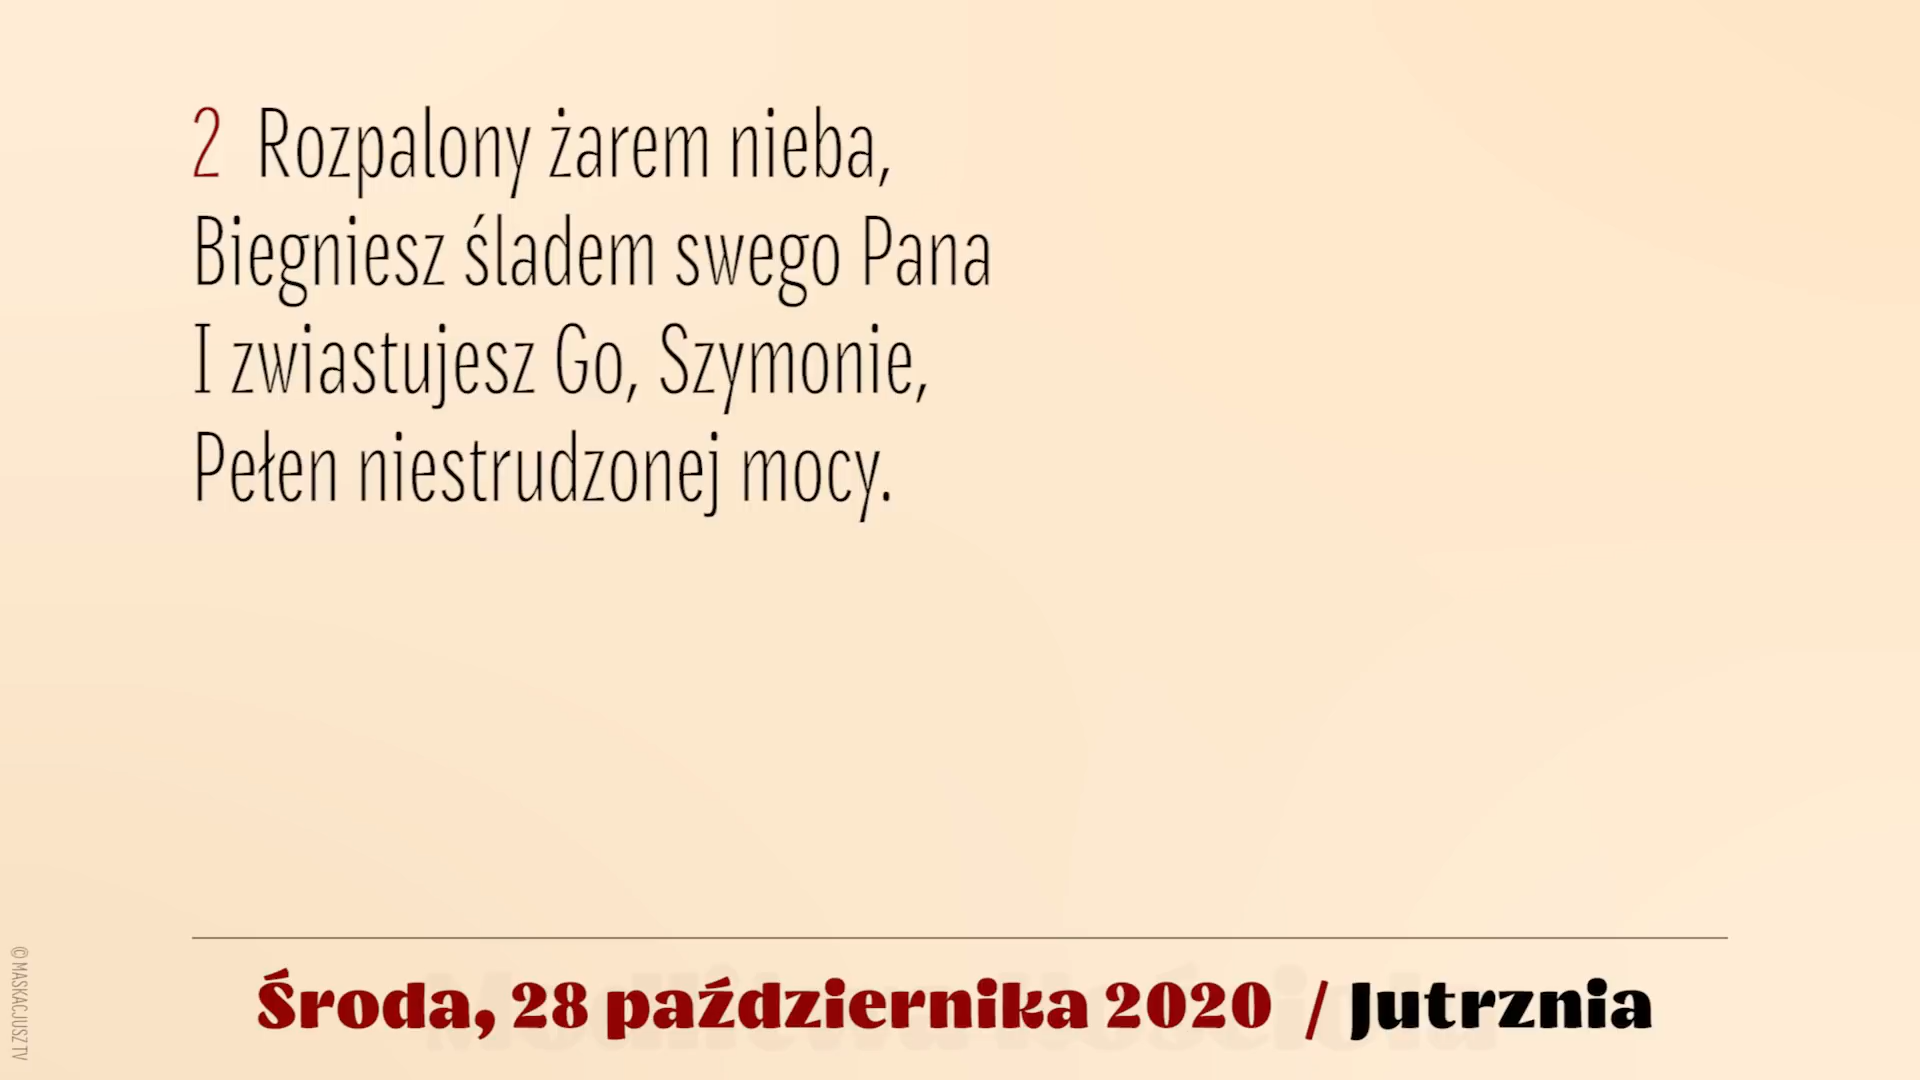 2 Rozpalony żarem nieba,
Biegniesz śladem swego Pana
I zwiastujesz Go, Szymonie,
Pełen niestrudzonej mocy.
Środa, 28 października 2020 / Jutrznia
© MASKACJUSZ TV